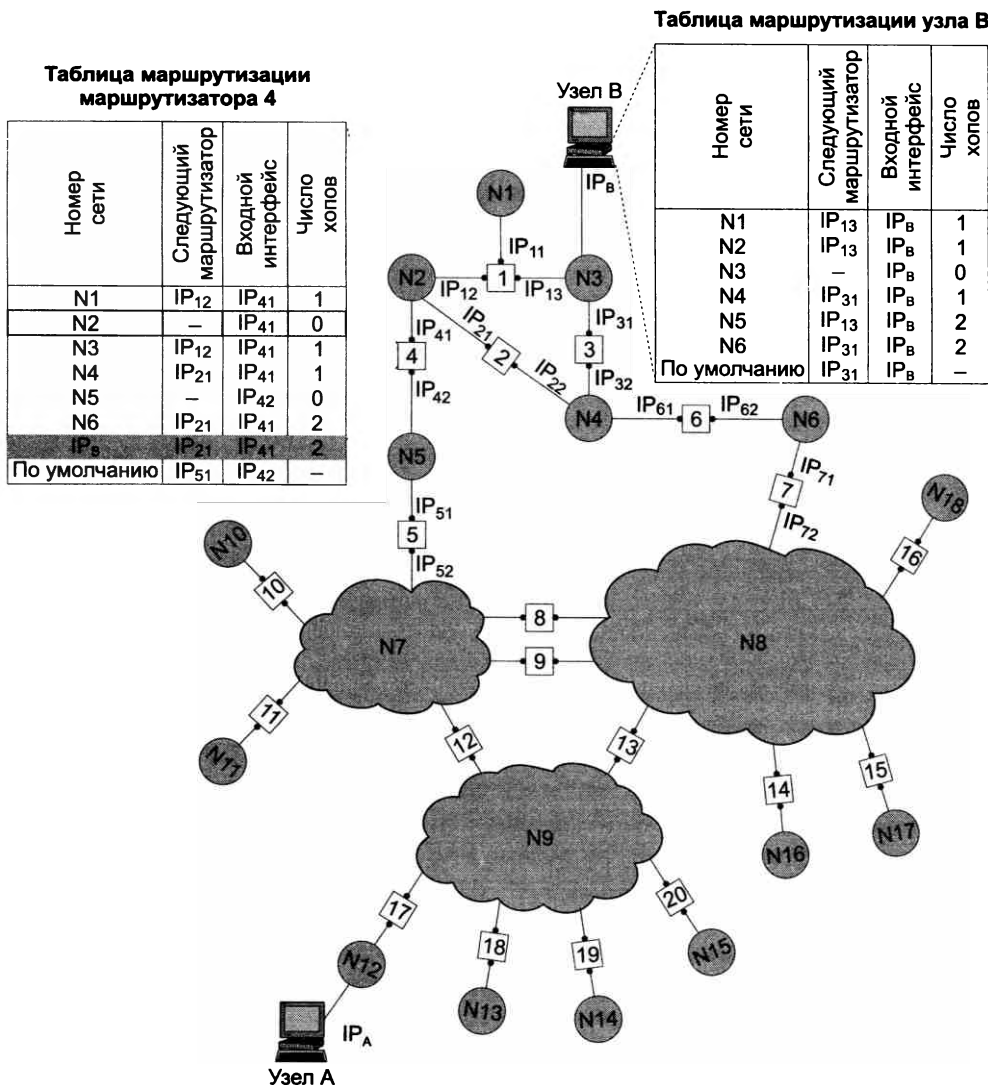 Таблица маршрутизации узла В
Номер сети
Следующий маршрутизатор
Входной интерфейс
Число хопов
N1 IP13 IPB 1
N2 IP13 IPB 1
N3 – IPB 0
N4 IP31 IPB 1
N5 IP13 IPB 2
N6 IP31 IPB 2
По умолчанию IP31 IPB –
Таблица маршрутизации
маршрутизатора 4
Номер сети
Следующий маршрутизатор
Входной интерфейс
Число хопов
N1 IP12 IP41 1
N2 – IP41 0
N3 IP12 IP41 1
N4 IP21 IP41 1
N5 – IP42 0
N6 IP21 IP41 2
IPB IP21 IP41 2
По умолчанию IP51 IP42 –
Узел В
IPB
N1
IP11
N2
IP12
1
IP13
N3
IP41
IP21
IP31
4
2
3
IP42
IP22
IP32
N4
IP61
6
IP62
N6
N5
IP71
7
IP72
N18
16
IP51
5
IP52
N10
10
N7
8
9
N8
11
N11
12
13
14
15
N16
N17
N9
17
18
19
20
N12
N13
N14
N15
IPA
Узел А